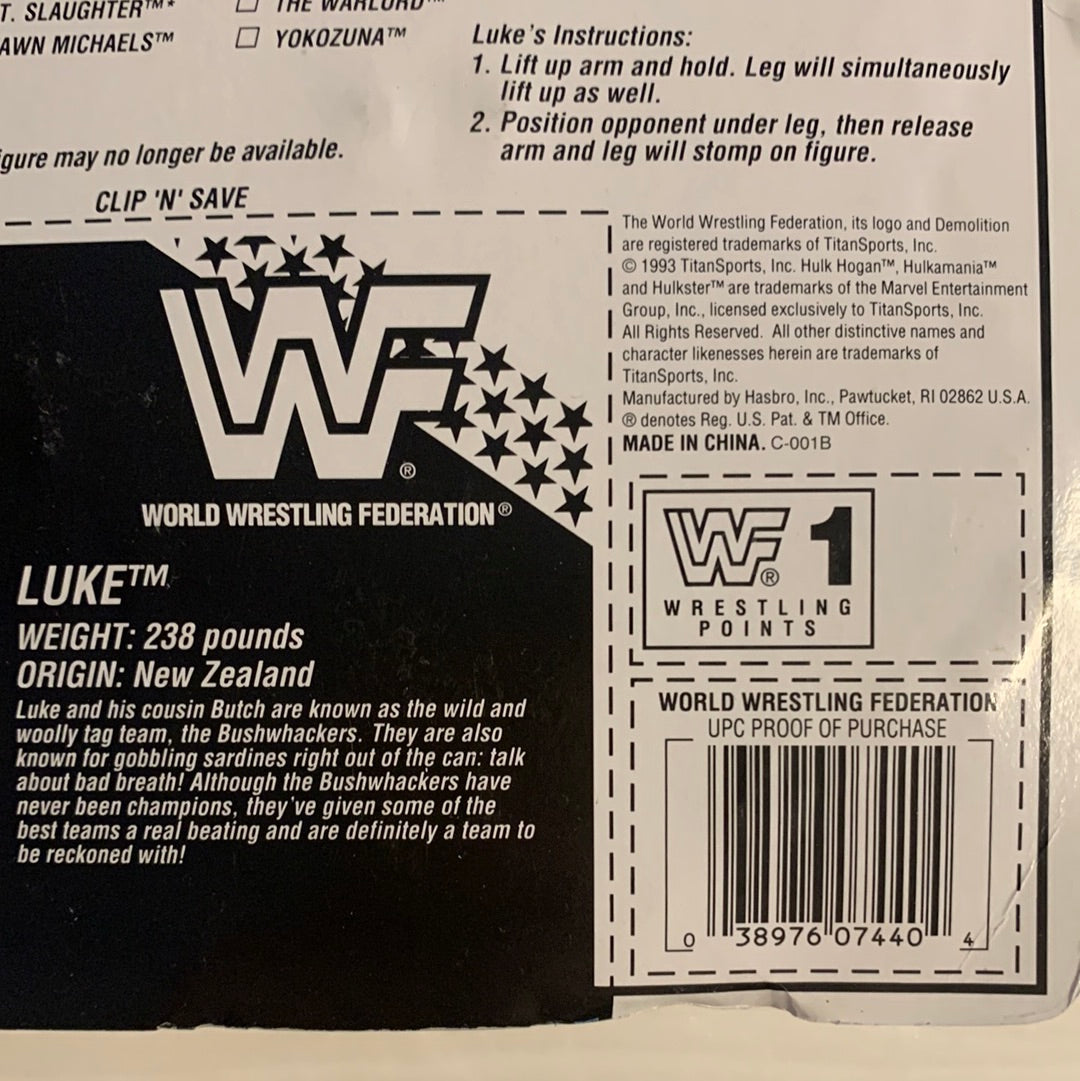 T. SLAUGHTER™*
THE WARLORD™*
AWN MICHAELS™
YOKOZUNA™
igure may no longer be available.
Luke's Instructions:
1. Lift up arm and hold. Leg will simultaneously
lift up as well.
2. Position opponent under leg, then release
arm and leg will stomp on figure.
CLIP 'N' SAVE
WF®
WORLD WRESTLING FEDERATION®
LUKE™
WEIGHT: 238 pounds
ORIGIN: New Zealand
Luke and his cousin Butch are known as the wild and
woolly tag team, the Bushwhackers. They are also
known for gobbling sardines right out of the can: talk
about bad breath! Although the Bushwhackers have
never been champions, they've given some of the
best teams a real beating and are definitely a team to
be reckoned with!
The World Wrestling Federation, its logo and Demolition
are registered trademarks of TitanSports, Inc.
© 1993 TitanSports, Inc. Hulk Hogan™, Hulkamania™
and Hulkster™ are trademarks of the Marvel Entertainment
Group, Inc., licensed exclusively to TitanSports, Inc.
All Rights Reserved. All other distinctive names and
character likenesses herein are trademarks of
TitanSports, Inc.
Manufactured by Hasbro, Inc., Pawtucket, RI 02862 U.S.A.
® denotes Reg. U.S. Pat. & TM Office.
MADE IN CHINA. C-001B
WF® 1
WRESTLING
POINTS
WORLD WRESTLING FEDERATION
UPC PROOF OF PURCHASE
0 38976 07440 4